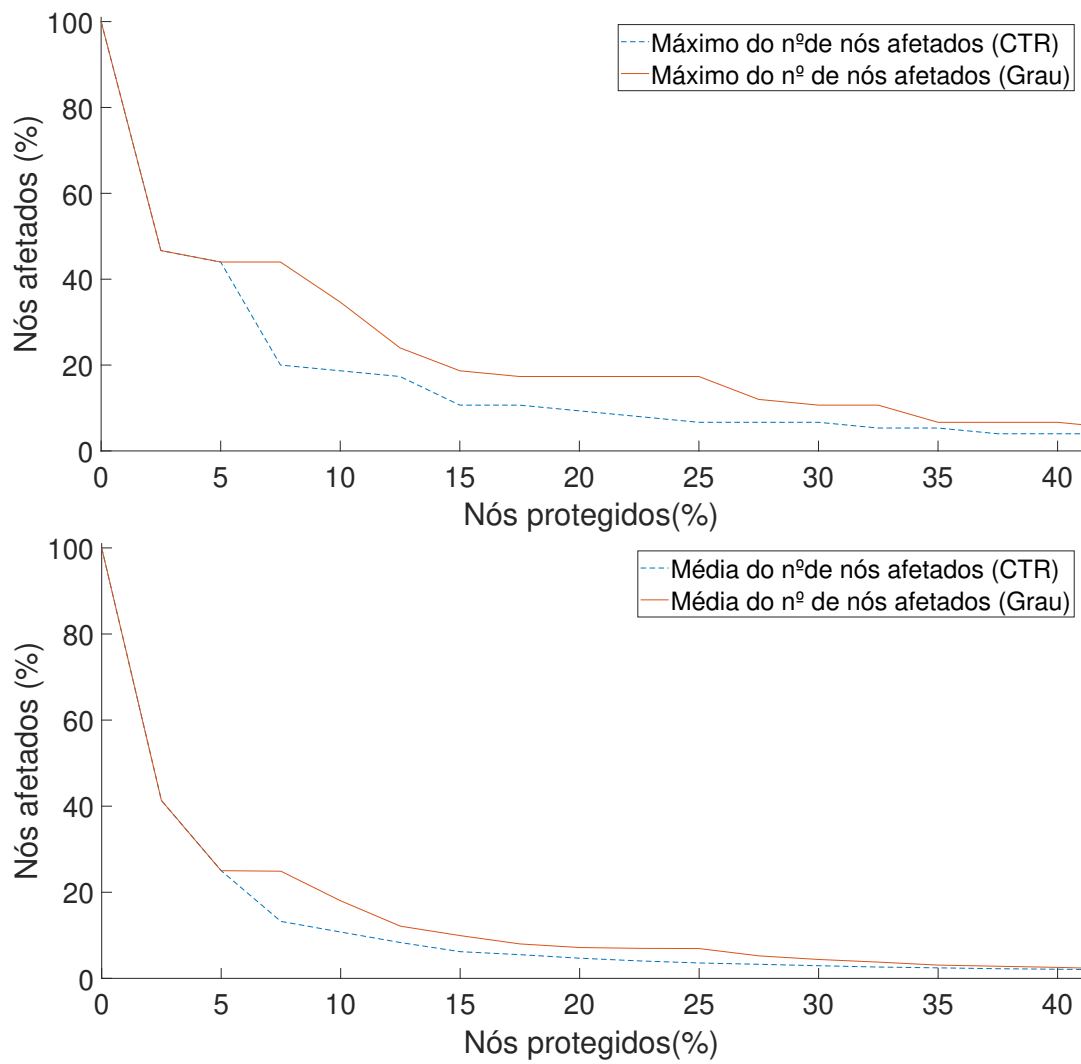 Máximo do nºde nós afetados (CTR)
Máximo do nº de nós afetados (Grau)
Nós afetados (%)
100
80
60
40
20
0
0 5 10 15 20 25 30 35 40
Nós protegidos(%)
Média do nºde nós afetados (CTR)
Média do nº de nós afetados (Grau)
Nós afetados (%)
100
80
60
40
20
0
0 5 10 15 20 25 30 35 40
Nós protegidos(%)